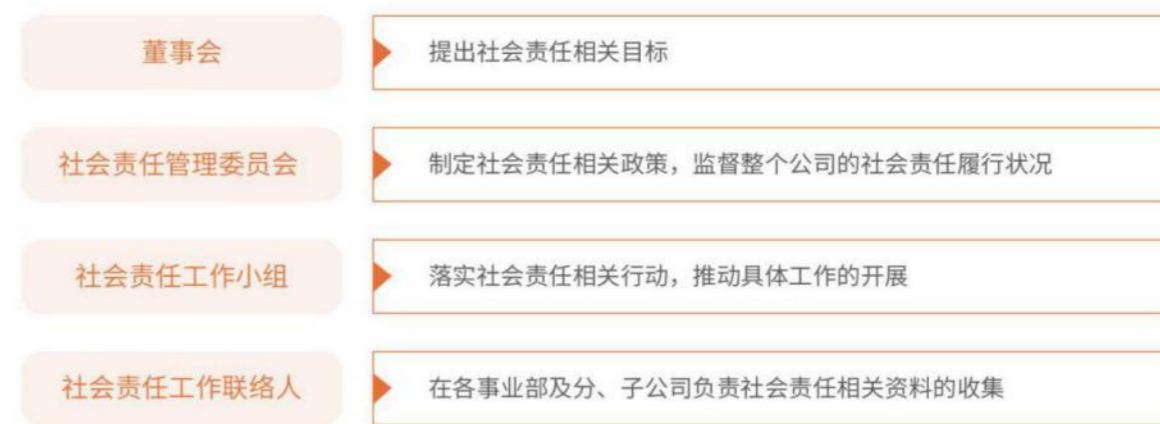 董事会
提出社会责任相关目标
社会责任管理委员会
制定社会责任相关政策，监督整个公司的社会责任履行状况
社会责任工作小组
落实社会责任相关行动，推动具体工作的开展
社会责任工作联络人
在各事业部及分、子公司负责社会责任相关资料的收集